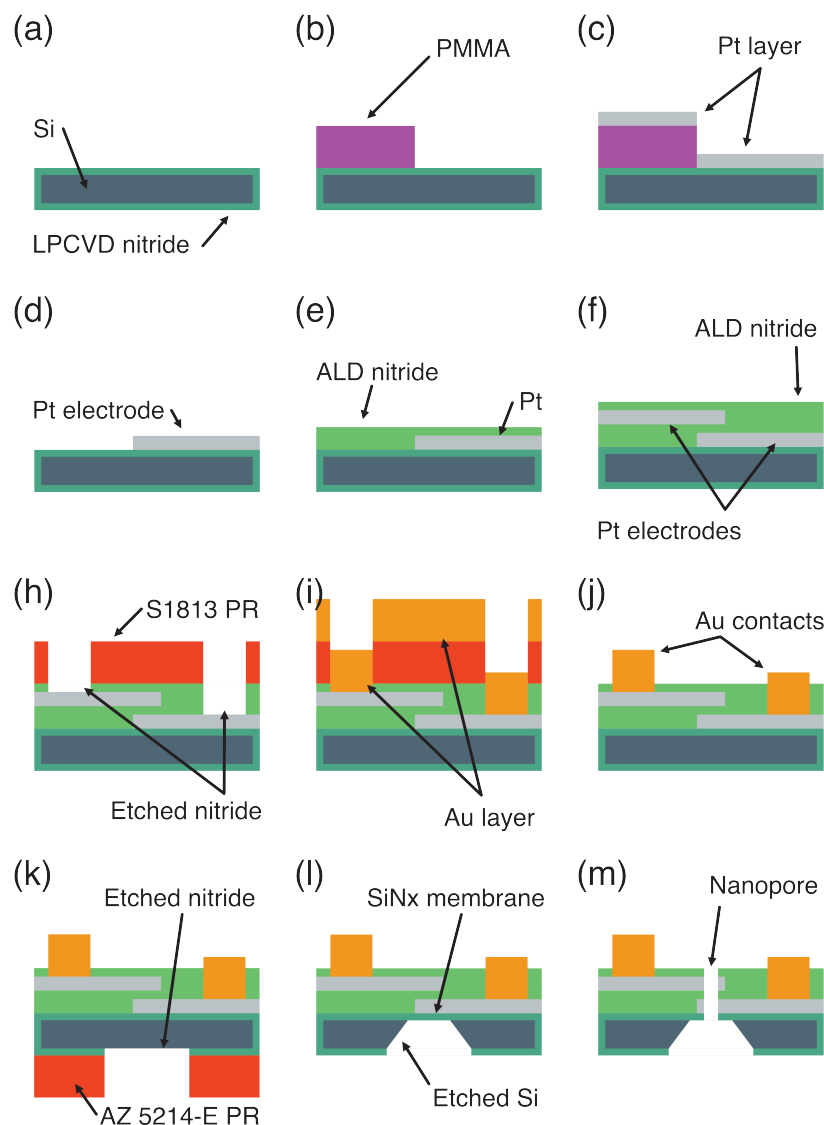 (a)
(b)
(c)
PMMA
Pt layer
Si
LPCVD nitride
(d)
(e)
(f)
ALD nitride
ALD nitride
Pt electrode
Pt
Pt electrodes
(h)
(i)
(j)
S1813 PR
Au contacts
Etched nitride
Au layer
(k)
(l)
(m)
Etched nitride
SiNx membrane
Nanopore
Etched Si
AZ 5214-E PR